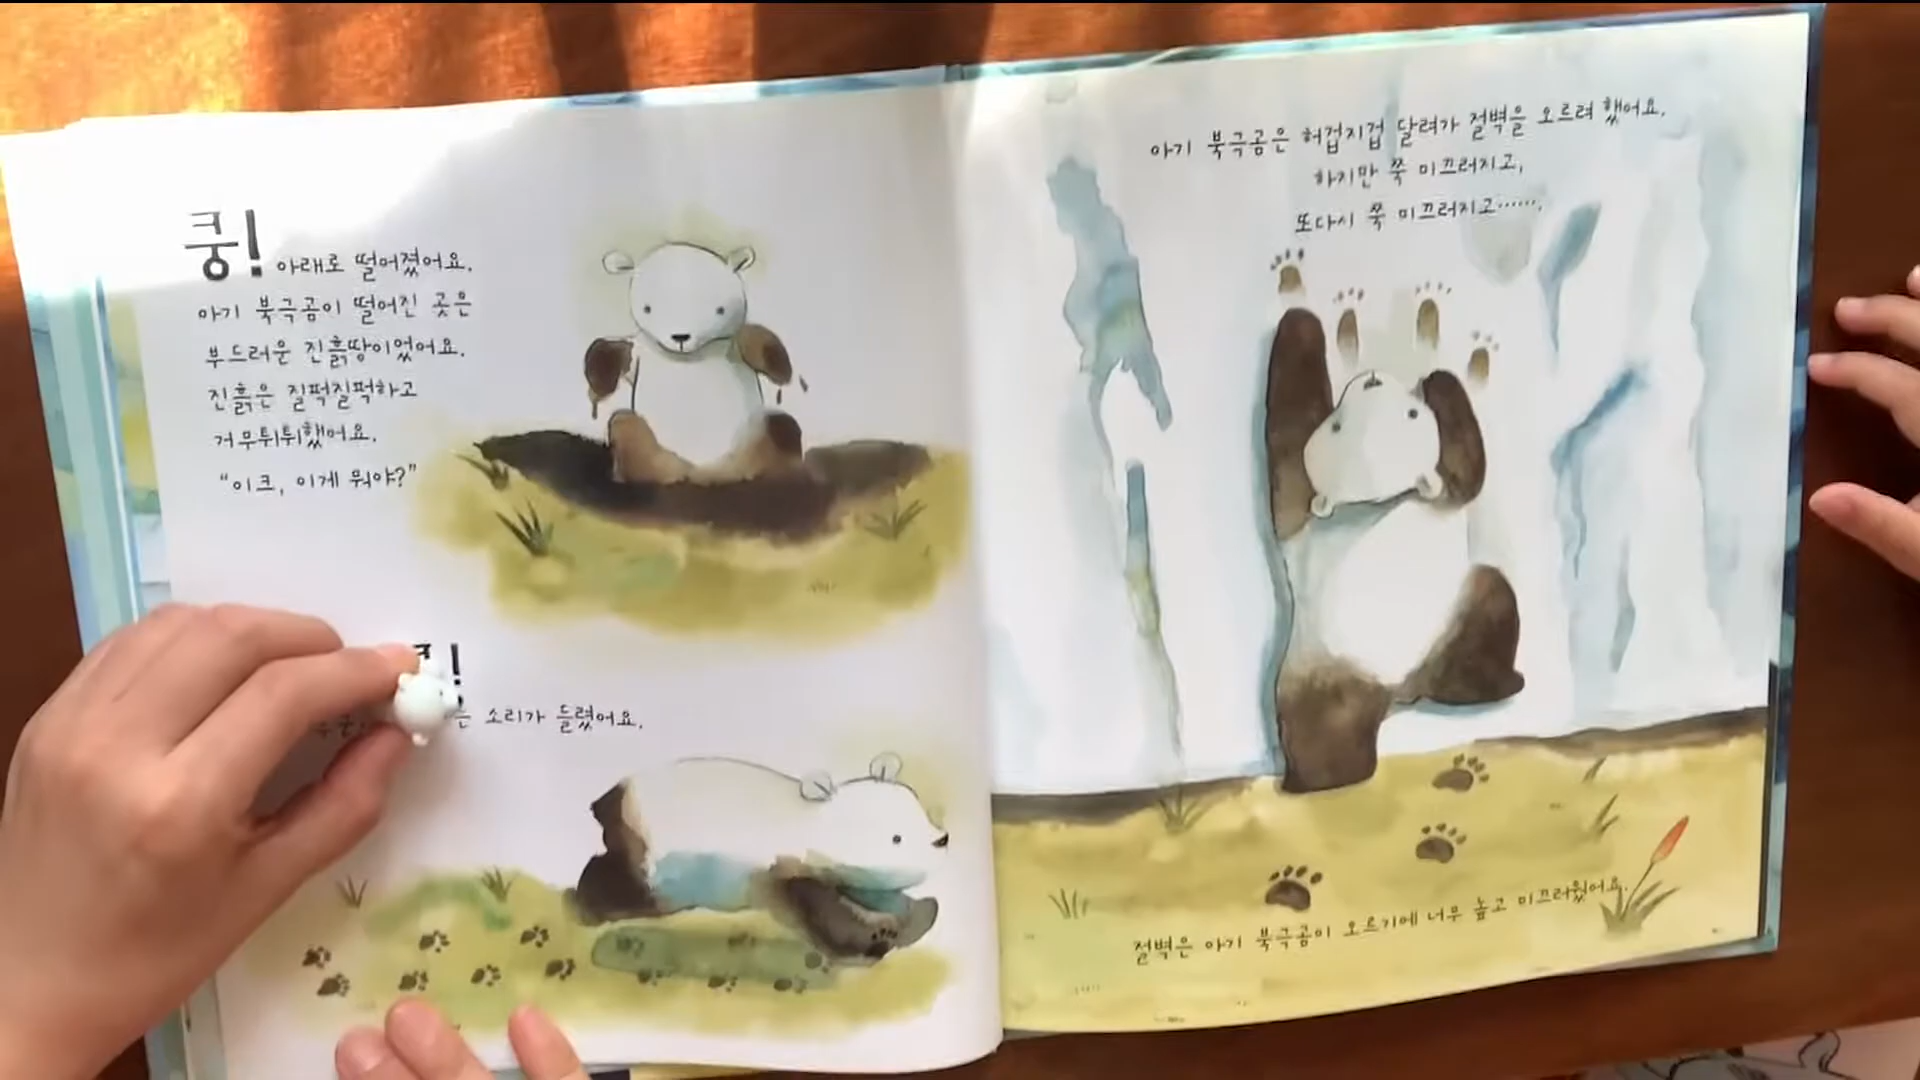 쿵! 아래로 떨어졌어요.
아기 북극곰이 떨어진 곳은
부드러운 진흙땅이었어요.
진흙은 질퍽질퍽하고
거무튀튀했어요.
“이크, 이게 뭐야?”
!
소리가 들렸어요.
아기 북극곰은 허겁지겁 달려가 절벽을 오르려 했어요.
하지만 쭉 미끄러지고,
또다시 쭉 미끄러지고…….
절벽은 아기 북극곰이 오르기에 너무 높고 미끄러웠어요.